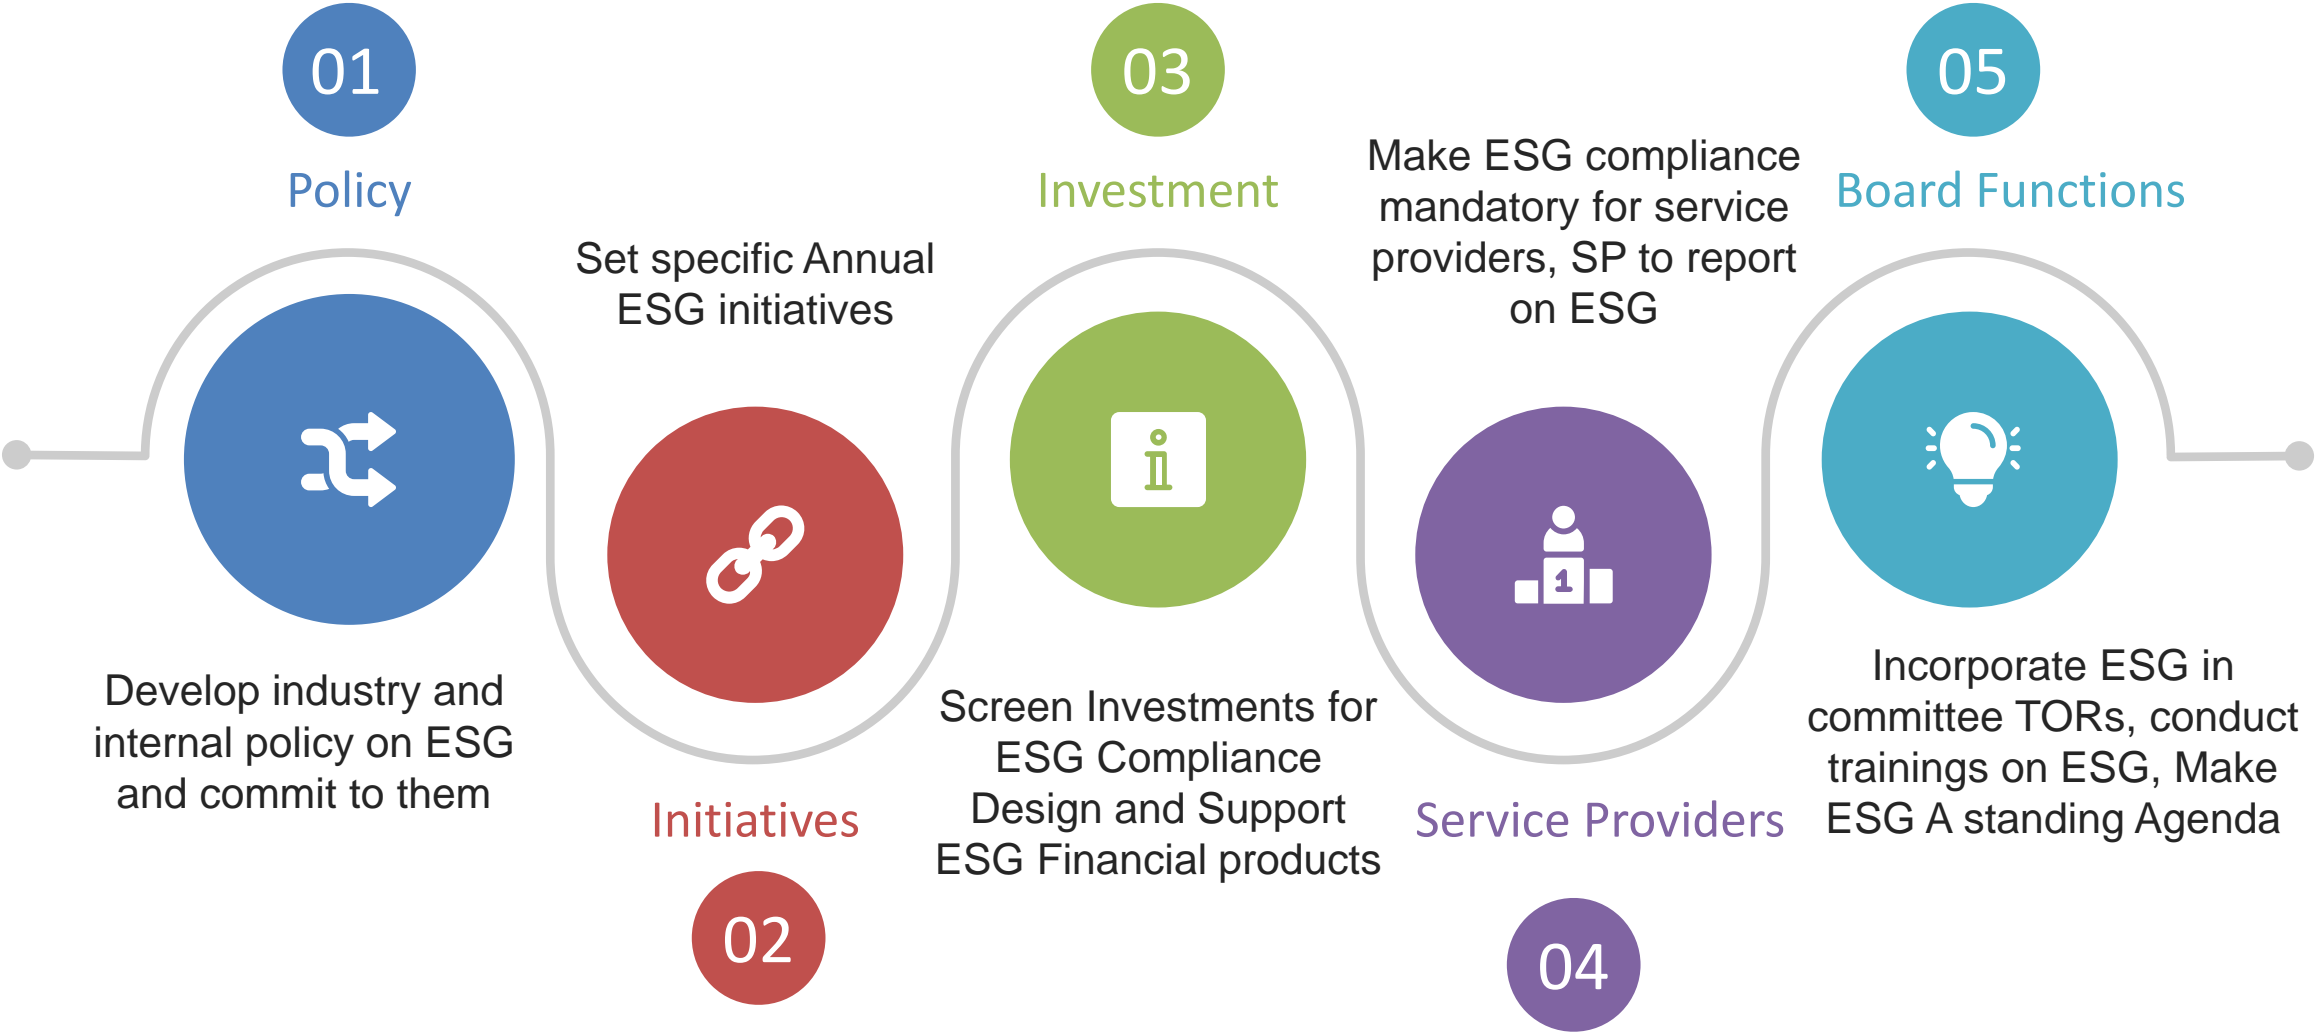 01
Policy
Develop industry and
internal policy on ESG
and commit to them
Set specific Annual
ESG initiatives
Initiatives
02
03
Investment
Screen Investments for
ESG Compliance
Design and Support
ESG Financial products
Make ESG compliance
mandatory for service
providers, SP to report
on ESG
1
Service Providers
04
05
Board Functions
Incorporate ESG in
committee TORs, conduct
trainings on ESG, Make
ESG A standing Agenda